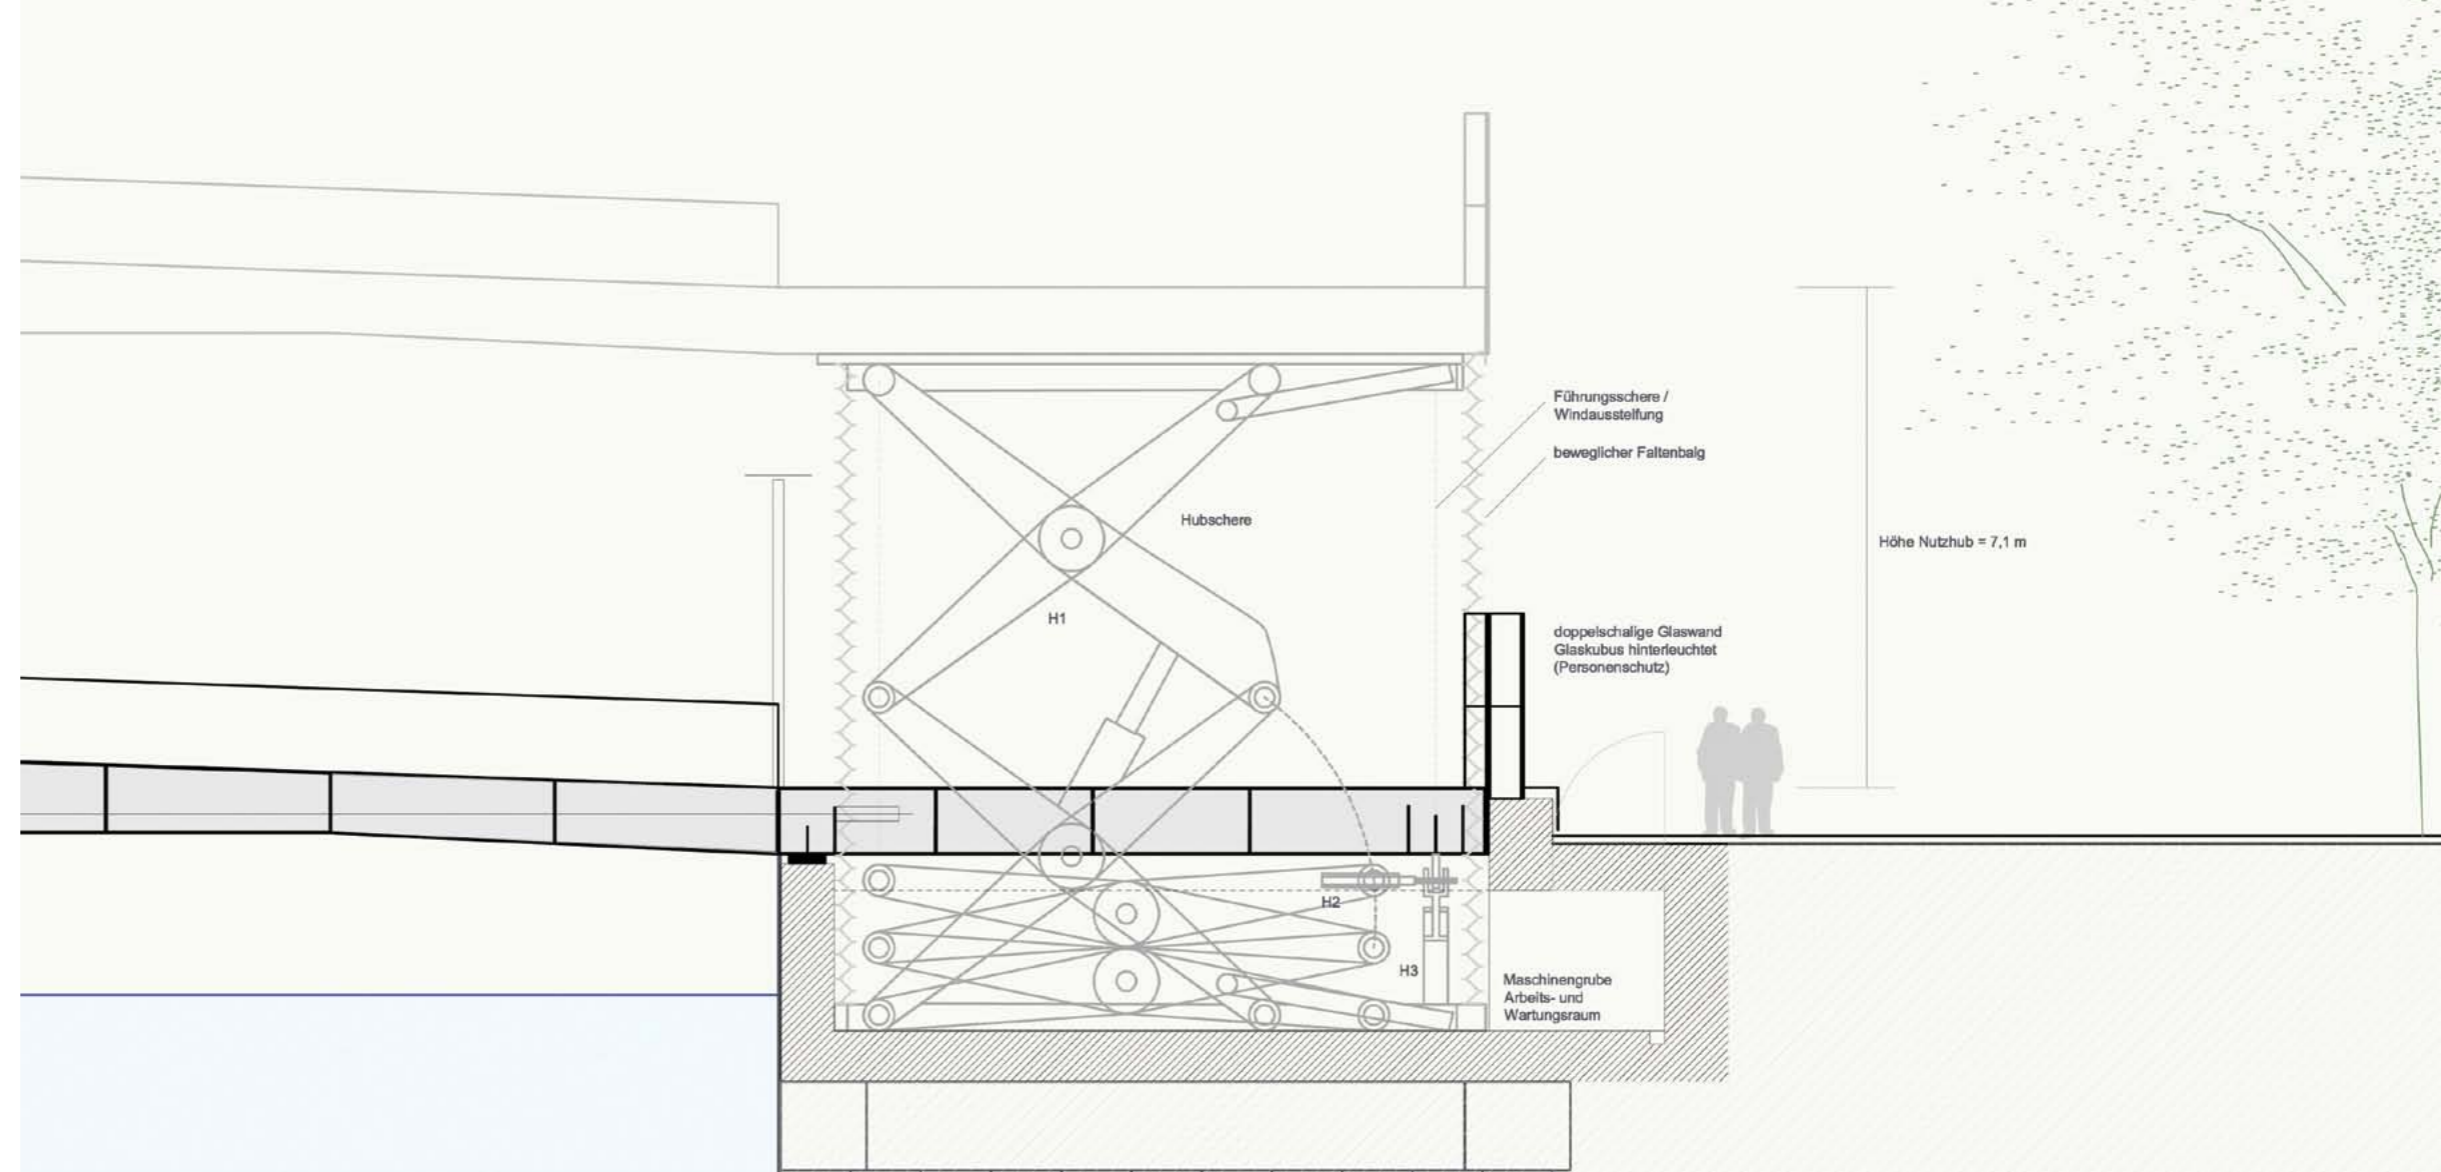 Führungsschere /
Windaussteifung
beweglicher Faltenbalg
Hubschere
Höhe Nutzhub = 7,1 m
H1
doppelschalige Glaswand
Glaskubus hinterleuchtet
(Personenschutz)
H2
H3
Maschinengrube
Arbeits- und
Wartungsraum